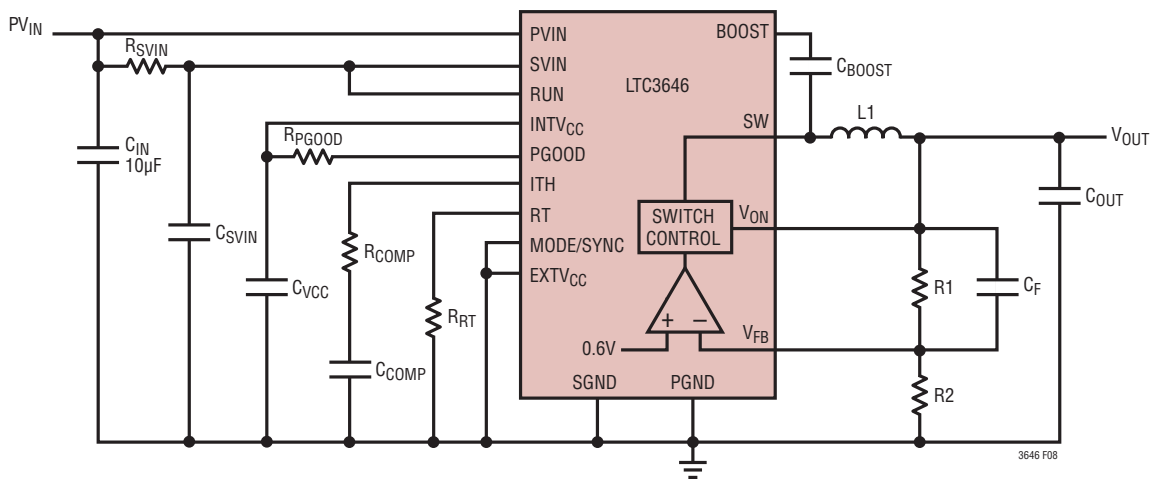 PVIN
RSVIN
CIN
10µF
CSVIN
RPGOOD
CVCC
RCOMP
CCOMP
RRT
PVIN
SVIN
RUN
INTVCC
PGOOD
ITH
RT
MODE/SYNC
EXTVCC
LTC3646
BOOST
SW
SWITCH
CONTROL
VON
+ –
0.6V
VFB
SGND
PGND
CBOOST
L1
VOUT
COUT
R1
CF
R2
3646 F08